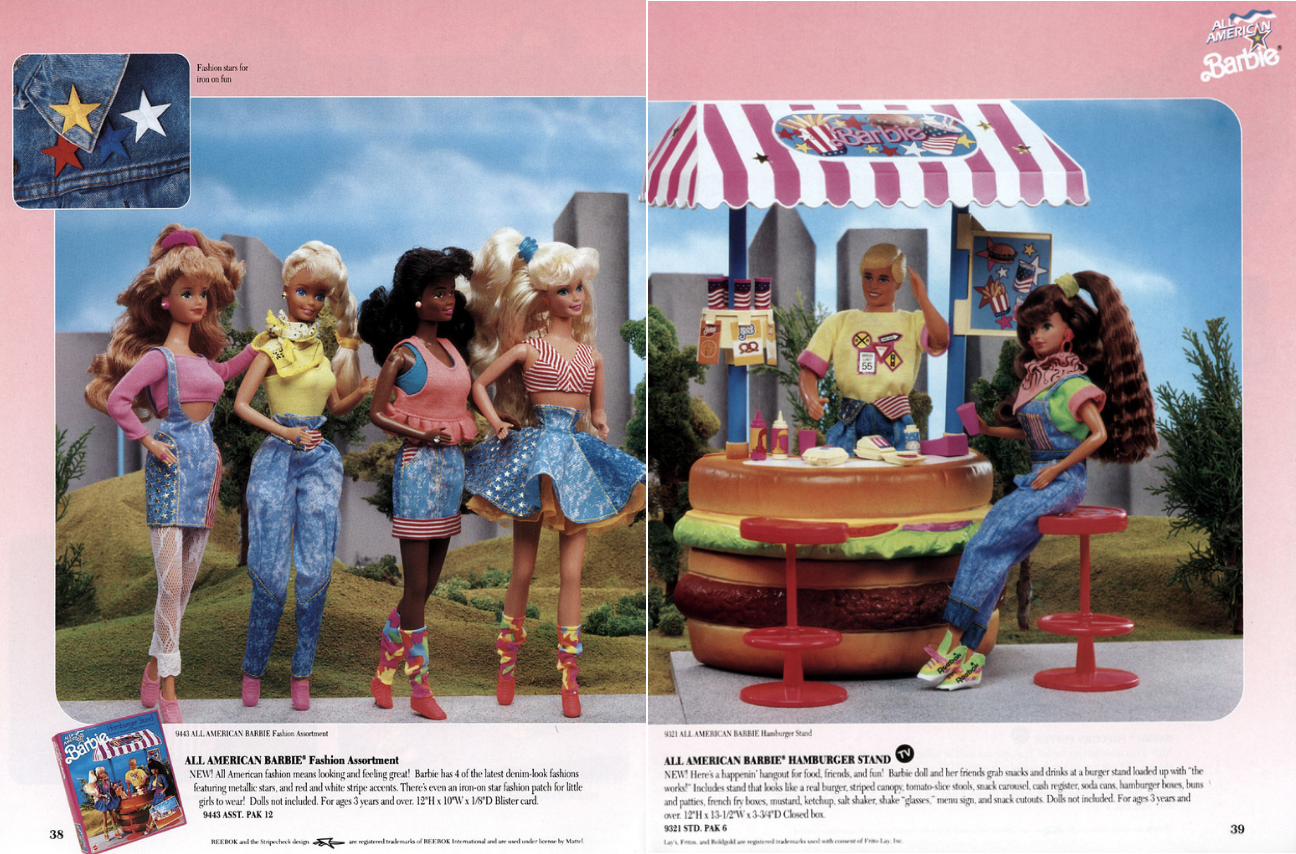 Fashion stars for
iron on fun
ALL
AMERICAN
Barbie®
Barbie
55
Reebok
Barbie
Hamburger Stand
9443 ALL AMERICAN BARBIE Fashion Assortment
ALL AMERICAN BARBIE® Fashion Assortment
NEW! All American fashion means looking and feeling great! Barbie has 4 of the latest denim-look fashions
featuring metallic stars, and red and white stripe accents. There's even an iron-on star fashion patch for little
girls to wear! Dolls not included. For ages 3 years and over. 12"H x 10"W x 1/8"D Blister card.
9443 ASST. PAK 12
38
REEBOK and the Stripecheck design are registered trademarks of REEBOK International and are used under license by Mattel.
9321 ALL AMERICAN BARBIE Hamburger Stand
ALL AMERICAN BARBIE® HAMBURGER STAND TV
NEW! Here's a happenin' hangout for food, friends, and fun! Barbie doll and her friends grab snacks and drinks at a burger stand loaded up with "the
works!" Includes stand that looks like a real burger, striped canopy, tomato-slice stools, snack carousel, cash register, soda cans, hamburger boxes, buns
and patties, french fry boxes, mustard, ketchup, salt shaker, shake "glasses," menu sign, and snack cutouts. Dolls not included. For ages 3 years and
over. 12"H x 13-1/2"W x 3-3/4"D Closed box.
9321 STD. PAK 6
39
Lay's, Fritos, and Rold gold are registered trademarks used with consent of Frito-Lay, Inc.